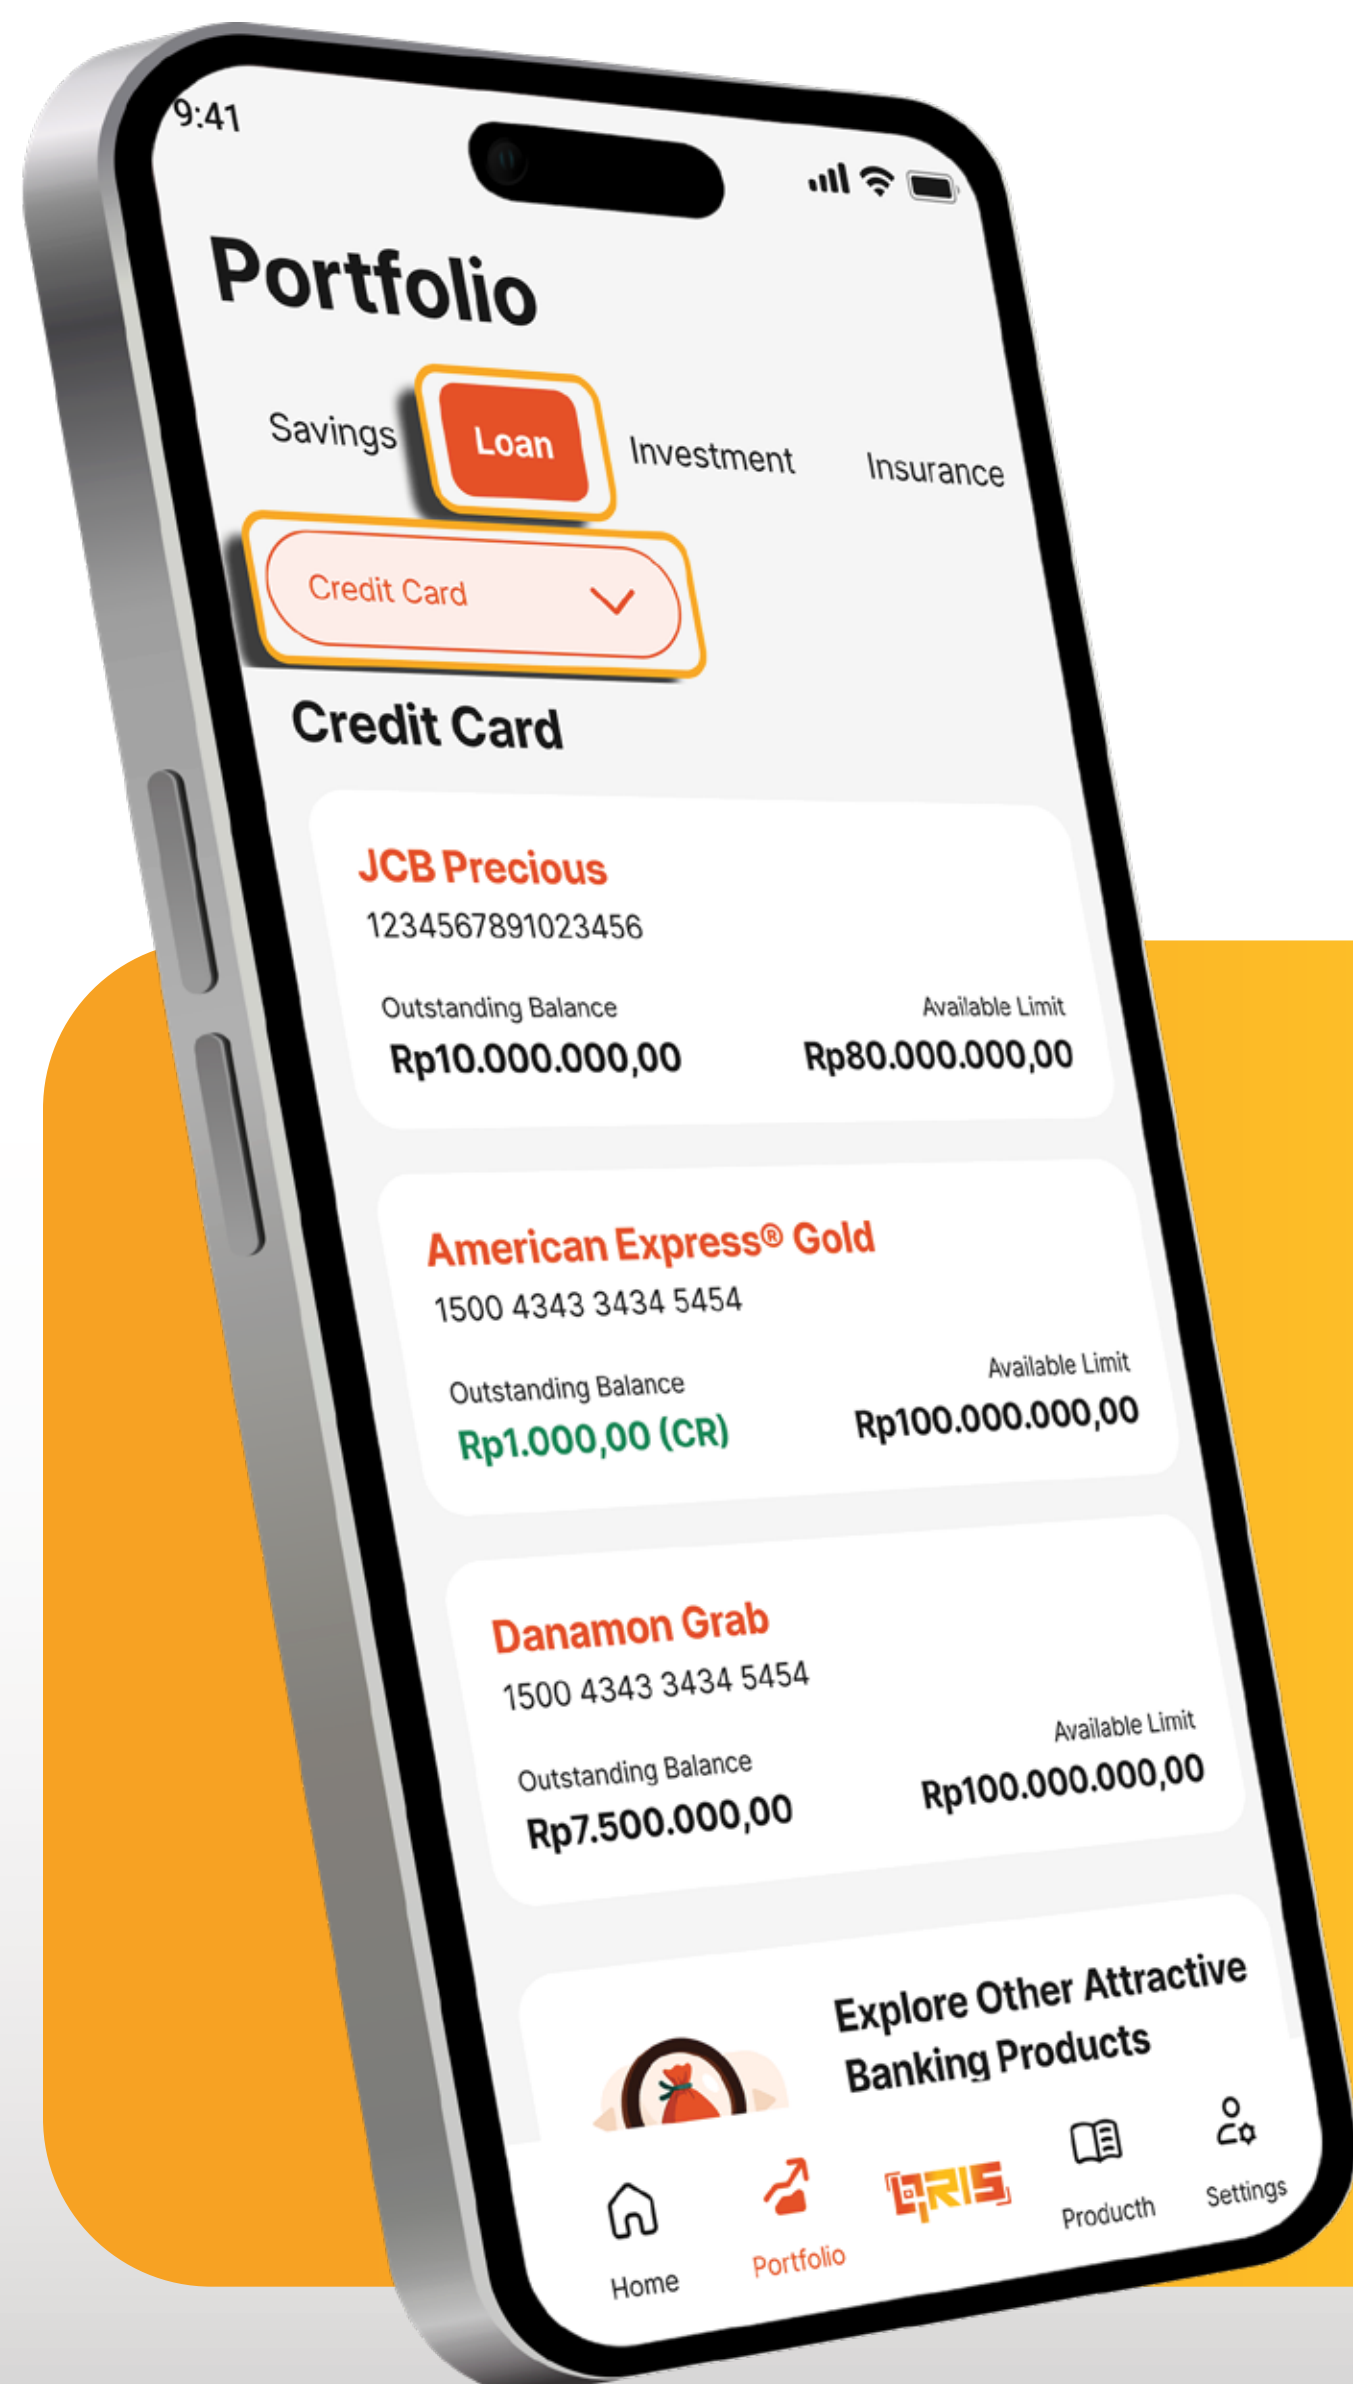 9:41
Portfolio
Savings Loan Investment Insurance
Credit Card
Credit Card
JCB Precious
1234567891023456
Outstanding Balance Available Limit
Rp10.000.000,00 Rp80.000.000,00
American Express® Gold
1500 4343 3434 5454
Outstanding Balance Available Limit
Rp1.000,00 (CR) Rp100.000.000,00
Danamon Grab
1500 4343 3434 5454
Outstanding Balance Available Limit
Rp7.500.000,00 Rp100.000.000,00
Explore Other Attractive
Banking Products
QRIS
Home Portfolio Producth Settings